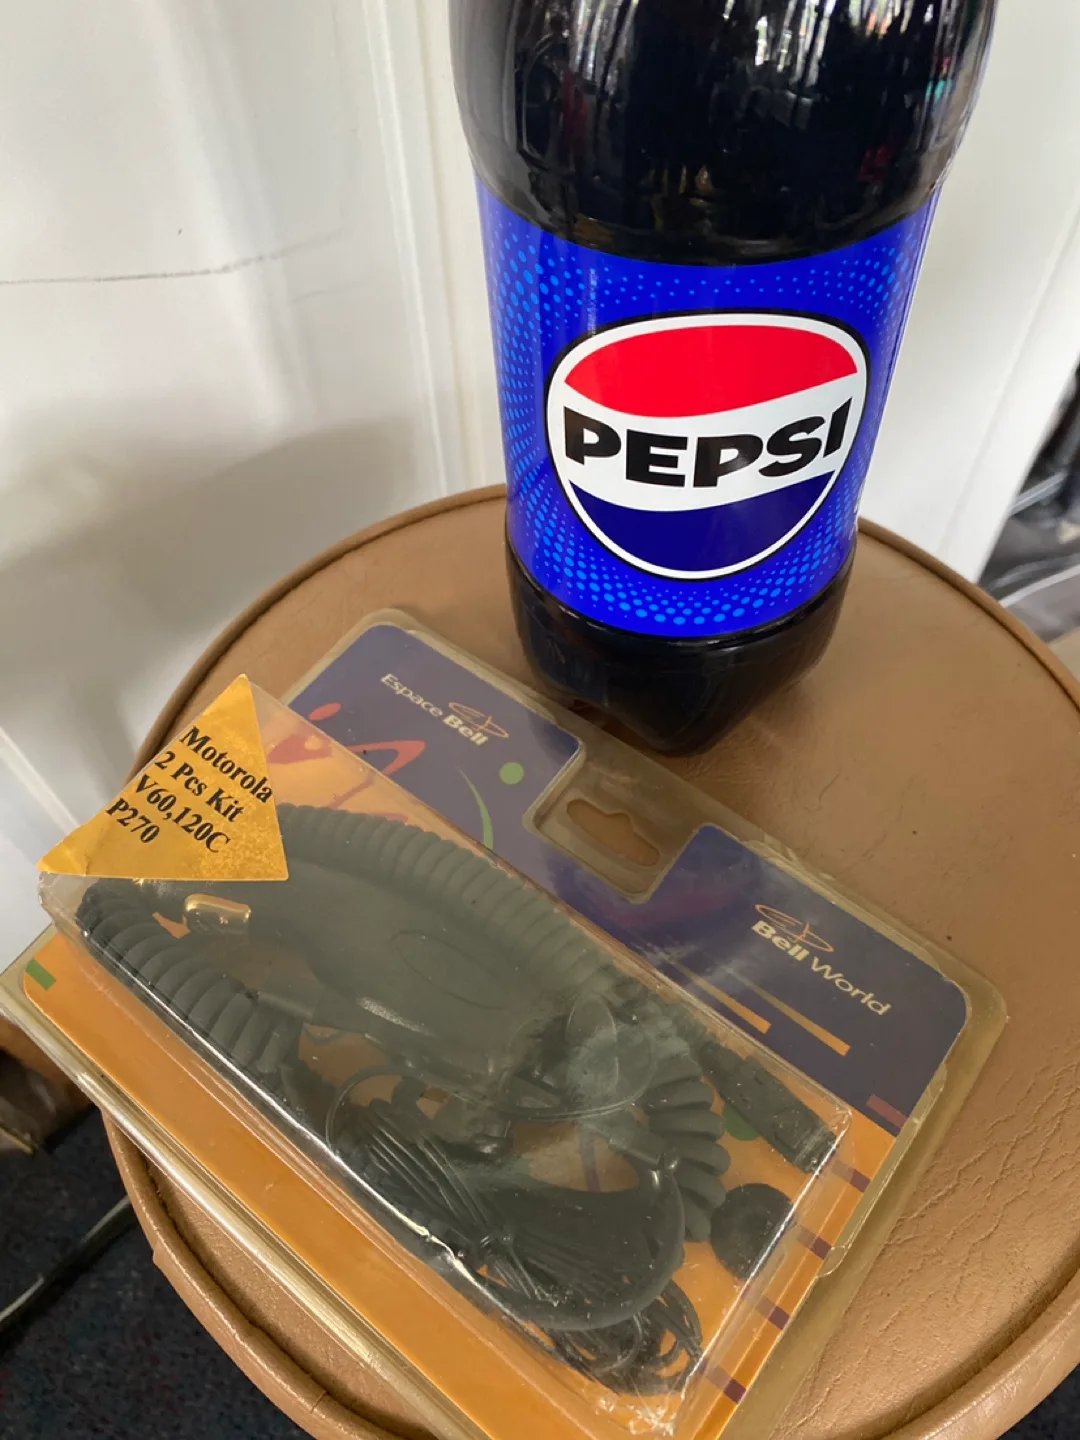 PEPSI
Espace Bell
Motorola
2 Pcs Kit
V60,120C
P270
Bell World